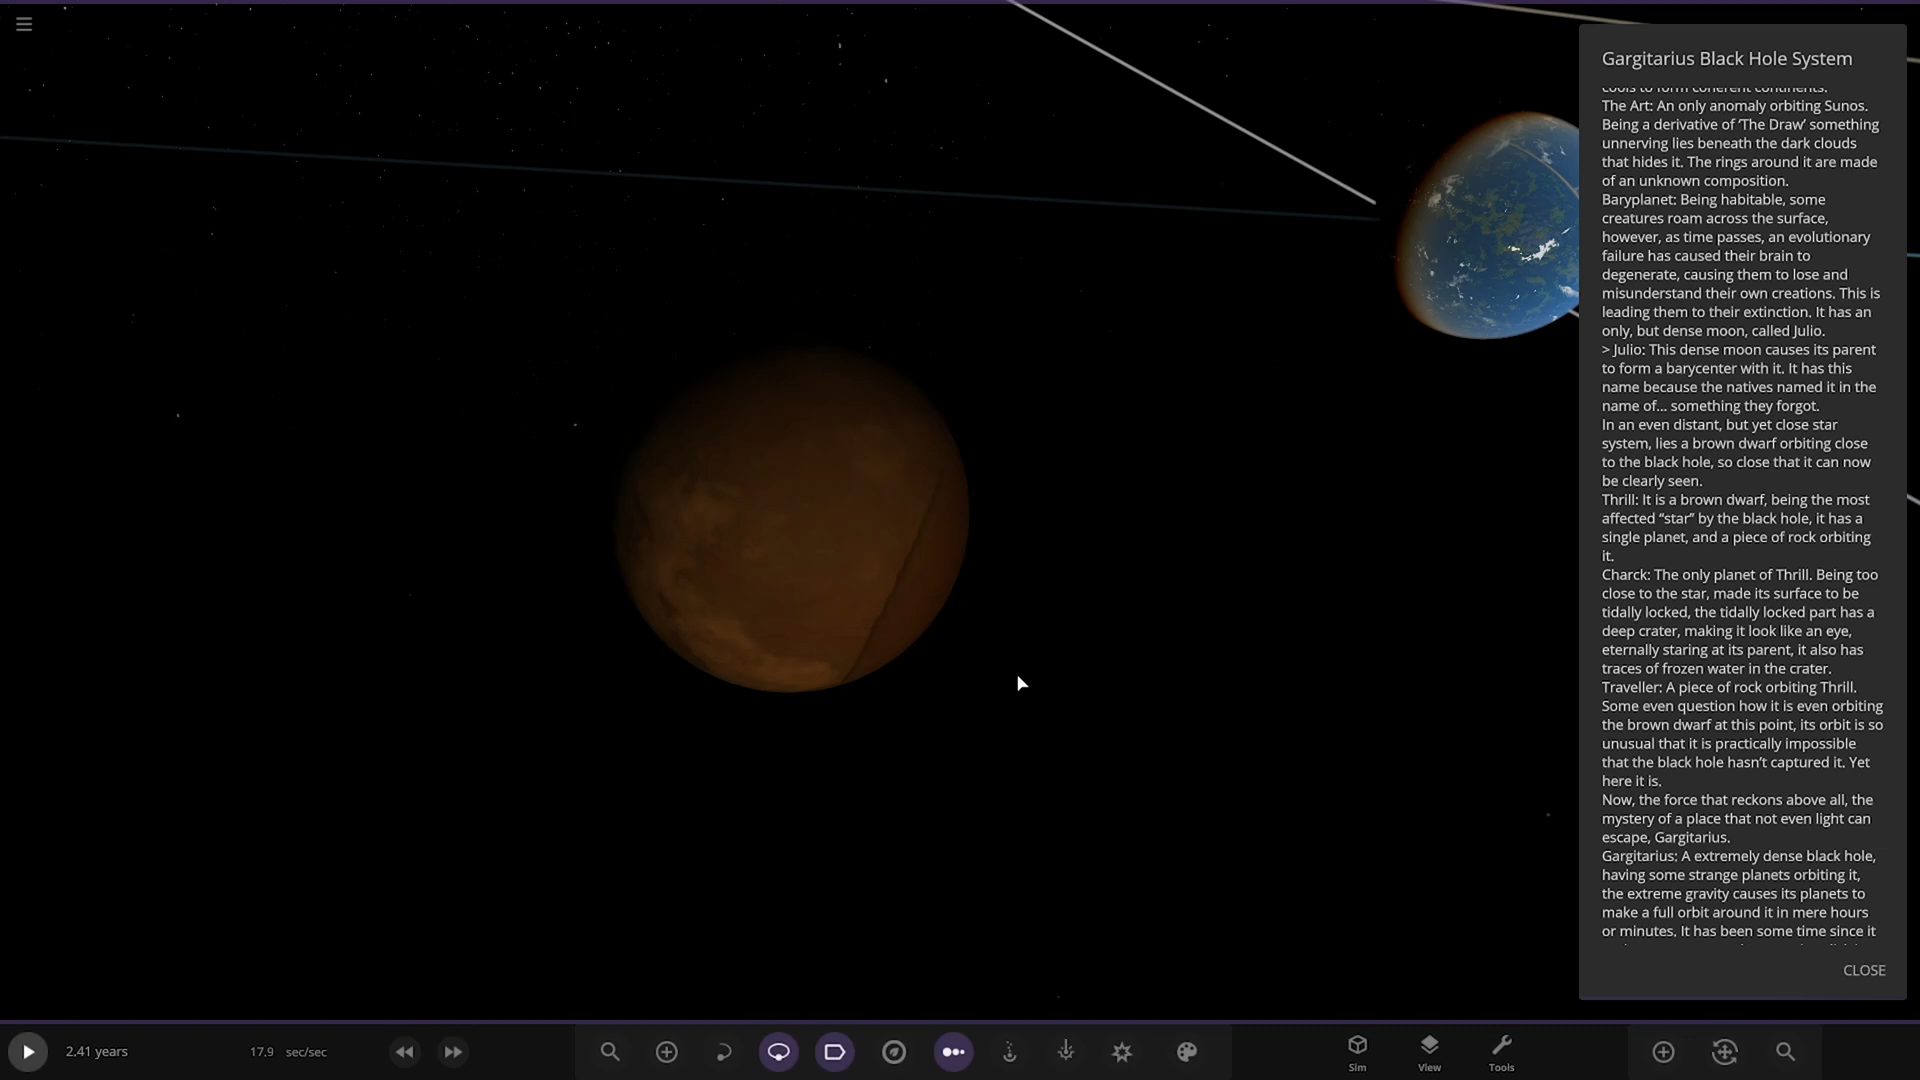 Gargitarius Black Hole System
cools to form coherent continents.
The Art: An only anomaly orbiting Sunos.
Being a derivative of ‘The Draw’ something
unnerving lies beneath the dark clouds
that hides it. The rings around it are made
of an unknown composition.
Baryplanet: Being habitable, some
creatures roam across the surface,
however, as time passes, an evolutionary
failure has caused their brain to
degenerate, causing them to lose and
misunderstand their own creations. This is
leading them to their extinction. It has an
only, but dense moon, called Julio.
> Julio: This dense moon causes its parent
to form a barycenter with it. It has this
name because the natives named it in the
name of... something they forgot.
In an even distant, but yet close star
system, lies a brown dwarf orbiting close
to the black hole, so close that it can now
be clearly seen.
Thrill: It is a brown dwarf, being the most
affected “star” by the black hole, it has a
single planet, and a piece of rock orbiting
it.
Charck: The only planet of Thrill. Being too
close to the star, made its surface to be
tidally locked, the tidally locked part has a
deep crater, making it look like an eye,
eternally staring at its parent, it also has
traces of frozen water in the crater.
Traveller: A piece of rock orbiting Thrill.
Some even question how it is even orbiting
the brown dwarf at this point, its orbit is so
unusual that it is practically impossible
that the black hole hasn’t captured it. Yet
here it is.
Now, the force that reckons above all, the
mystery of a place that not even light can
escape, Gargitarius.
Gargitarius: A extremely dense black hole,
having some strange planets orbiting it,
the extreme gravity causes its planets to
make a full orbit around it in mere hours
or minutes. It has been some time since it
CLOSE
2.41 years
17.9 sec/sec
Sim
View
Tools